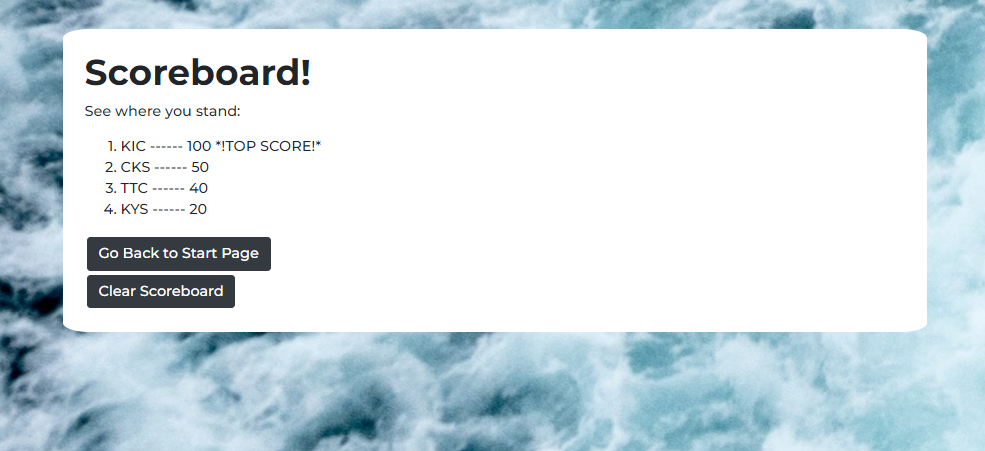 Scoreboard!
See where you stand:
1. KIC ------ 100 *!TOP SCORE!*
2. CKS ------ 50
3. TTC ------ 40
4. KYS ------ 20
Go Back to Start Page
Clear Scoreboard